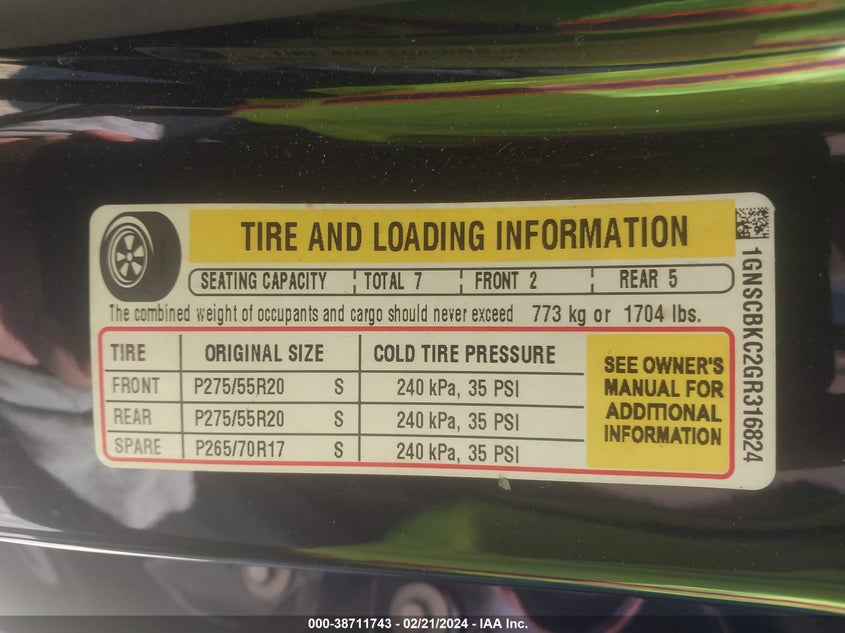 TIRE AND LOADING INFORMATION
SEATING CAPACITY TOTAL 7 FRONT 2 REAR 5
The combined weight of occupants and cargo should never exceed 773 kg or 1704 lbs.
TIRE ORIGINAL SIZE COLD TIRE PRESSURE
FRONT P275/55R20 S 240 kPa, 35 PSI
REAR P275/55R20 S 240 kPa, 35 PSI
SPARE P265/70R17 S 240 kPa, 35 PSI
SEE OWNER'S
MANUAL FOR
ADDITIONAL
INFORMATION
1GNSCBKC2GR316824
000-38711743 / 02/21/2024 - IAA Inc.